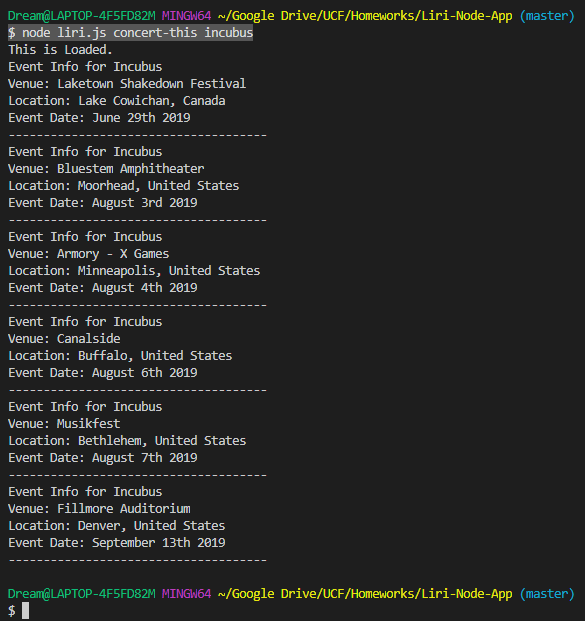 Dream@LAPTOP-4F5FD82M MINGW64 ~/Google Drive/UCF/Homeworks/Liri-Node-App (master)
$ node liri.js concert-this incubus
This is Loaded.
Event Info for Incubus
Venue: Laketown Shakedown Festival
Location: Lake Cowichan, Canada
Event Date: June 29th 2019
-------------------------------------
Event Info for Incubus
Venue: Bluestem Amphitheater
Location: Moorhead, United States
Event Date: August 3rd 2019
-------------------------------------
Event Info for Incubus
Venue: Armory - X Games
Location: Minneapolis, United States
Event Date: August 4th 2019
-------------------------------------
Event Info for Incubus
Venue: Canalside
Location: Buffalo, United States
Event Date: August 6th 2019
-------------------------------------
Event Info for Incubus
Venue: Musikfest
Location: Bethlehem, United States
Event Date: August 7th 2019
-------------------------------------
Event Info for Incubus
Venue: Fillmore Auditorium
Location: Denver, United States
Event Date: September 13th 2019
-------------------------------------
Dream@LAPTOP-4F5FD82M MINGW64 ~/Google Drive/UCF/Homeworks/Liri-Node-App (master)
$